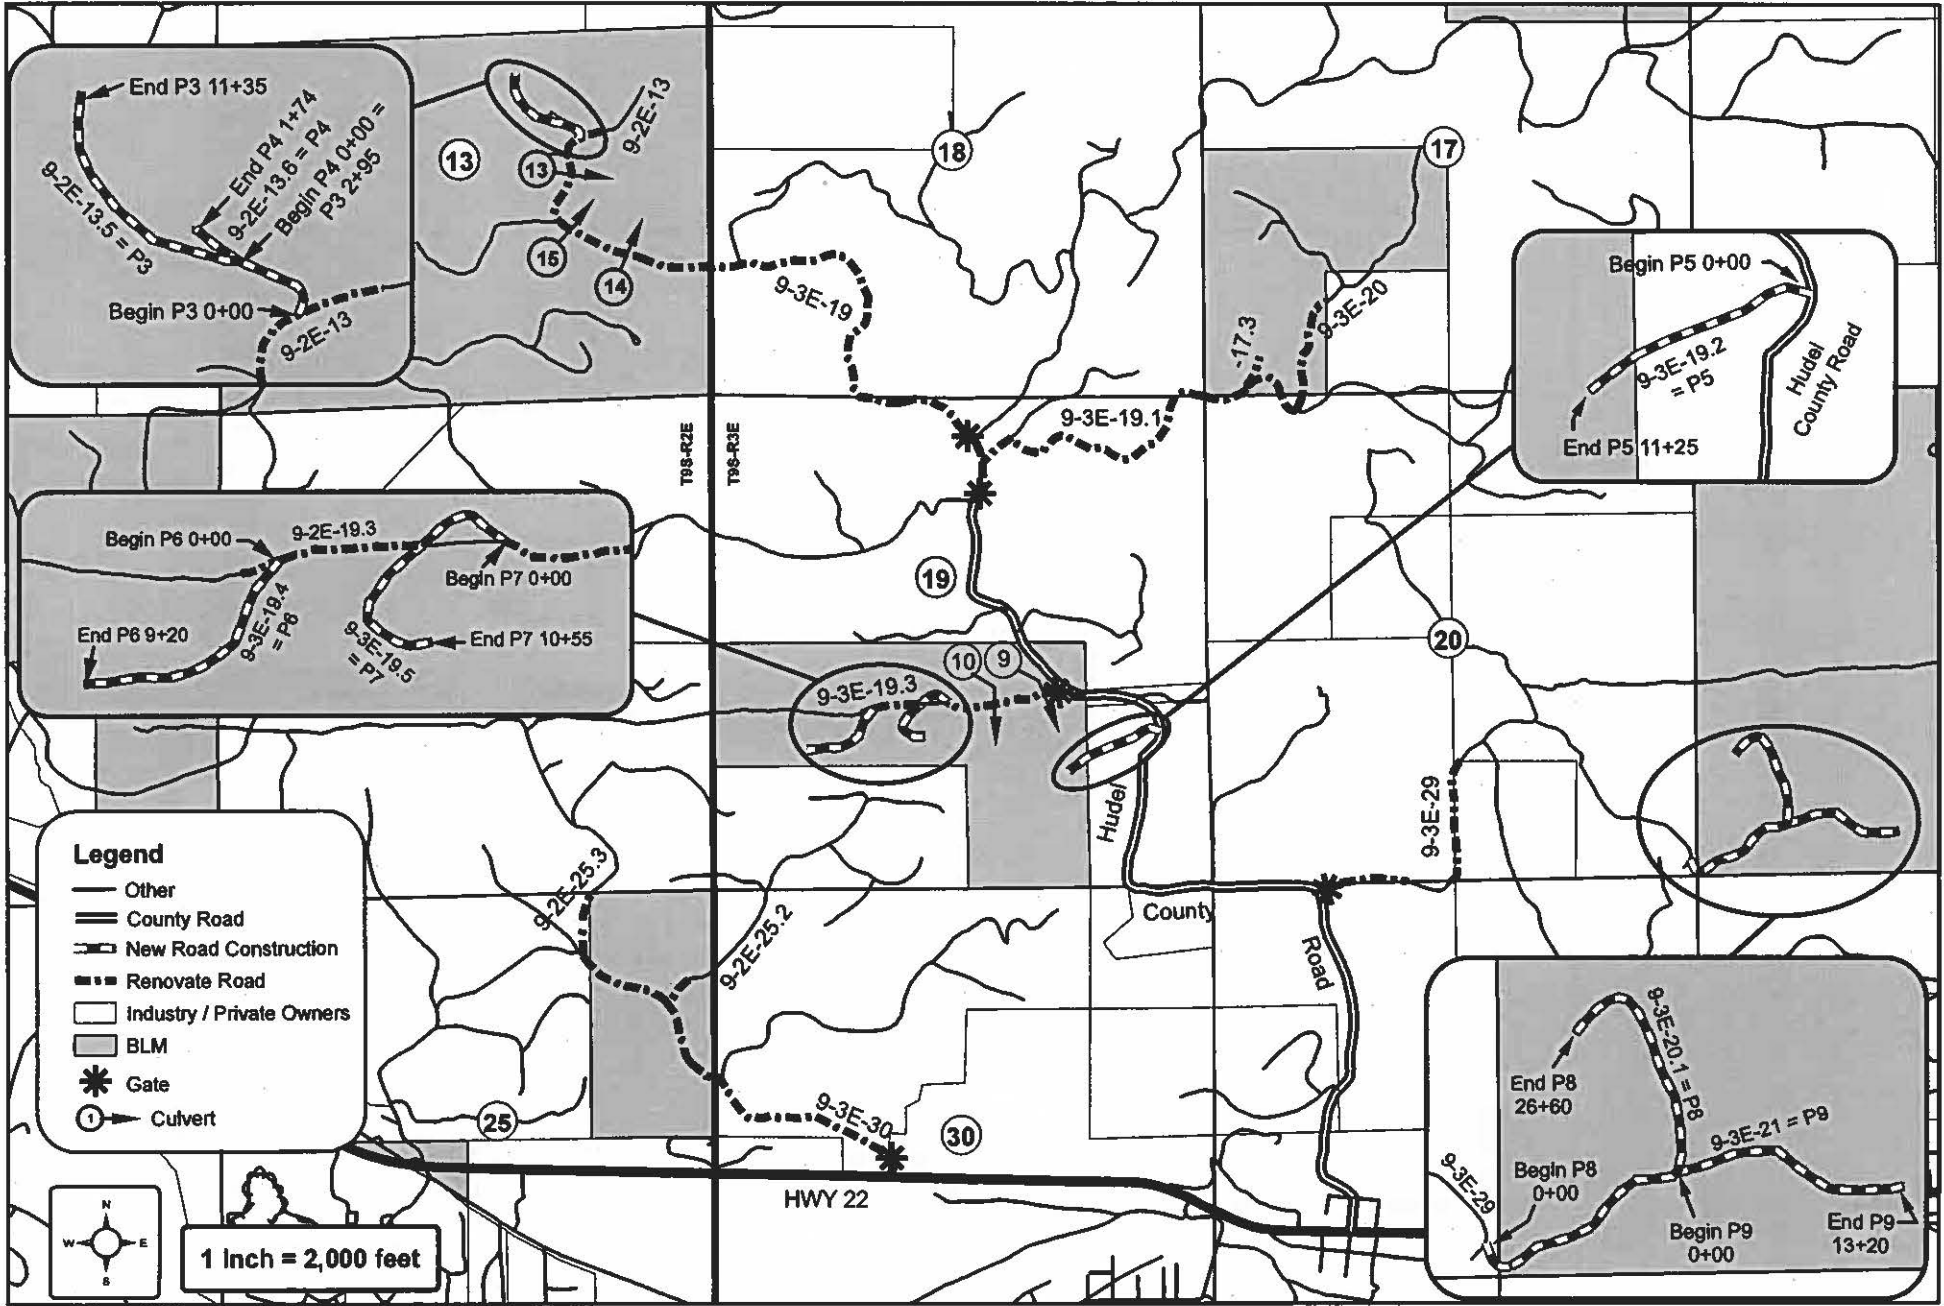 End P3 11+35
End P4 1+74
9-2E-13.6 = P4
Begin P4 0+00 =
P3 2+95
9-2E-13.5 = P3
Begin P3 0+00
9-2E-13
13
9-2E-13
13
15
14
18
17
9-3E-19
9-3E-20
-17.3
9-3E-19.1
Begin P5 0+00
9-3E-19.2
= P5
Hudel
County Road
End P5 11+25
T9S-R2E
T9S-R3E
Begin P6 0+00
9-2E-19.3
Begin P7 0+00
9-3E-19.4
= P6
End P6 9+20
9-3E-19.5
= P7
End P7 10+55
19
20
10
9
9-3E-19.3
Hudel
County
Road
9-3E-29
Legend
Other
County Road
New Road Construction
Renovate Road
Industry / Private Owners
BLM
Gate
1 Culvert
9-2E-25.3
9-2E-25.2
25
9-3E-30
30
HWY 22
End P8
26+60
9-3E-20.1 = P8
9-3E-21 = P9
9-3E-29
Begin P8
0+00
Begin P9
0+00
End P9
13+20
N
W
E
S
1 Inch = 2,000 feet